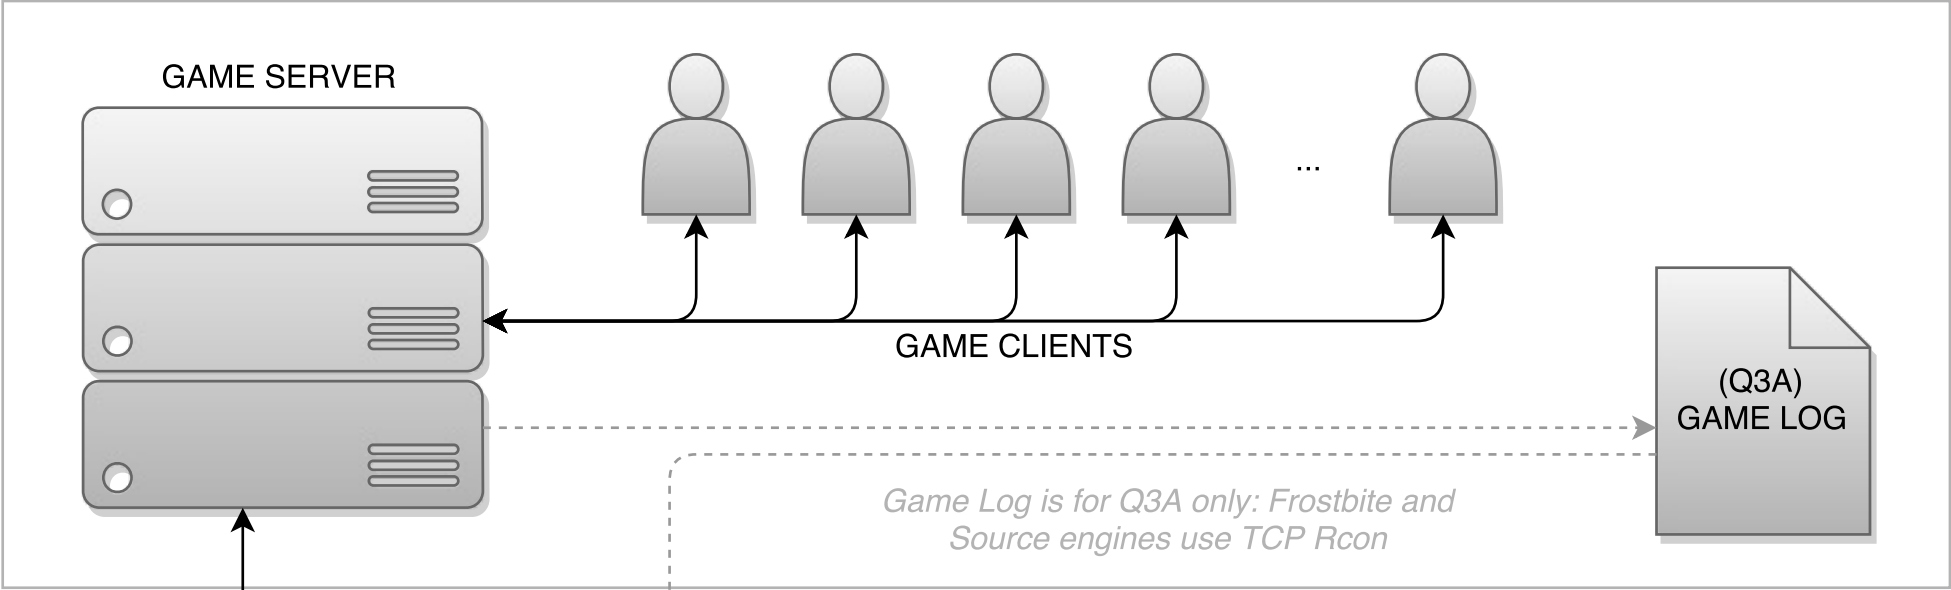 GAME SERVER
...
GAME CLIENTS
(Q3A)
GAME LOG
Game Log is for Q3A only: Frostbite and
Source engines use TCP Rcon